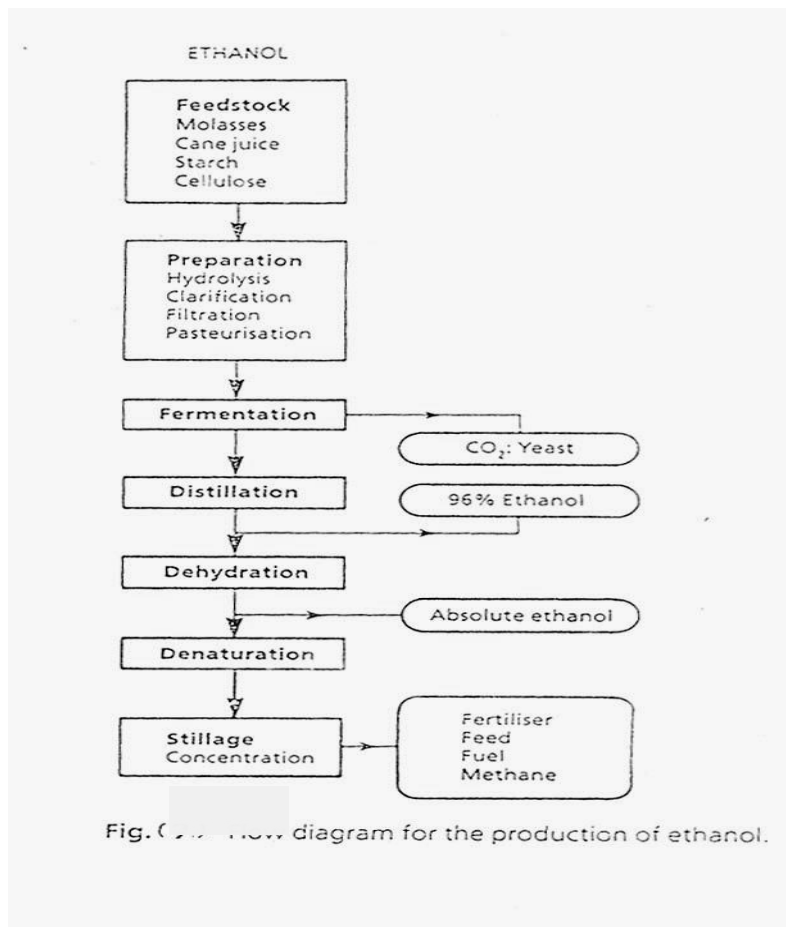 ETHANOL
Feedstock
Molasses
Cane juice
Starch
Cellulose
Preparation
Hydrolysis
Clarification
Filtration
Pasteurisation
Fermentation
CO₂: Yeast
Distillation
96% Ethanol
Dehydration
Absolute ethanol
Denaturation
Stillage
Concentration
Fertiliser
Feed
Fuel
Methane
Fig. diagram for the production of ethanol.